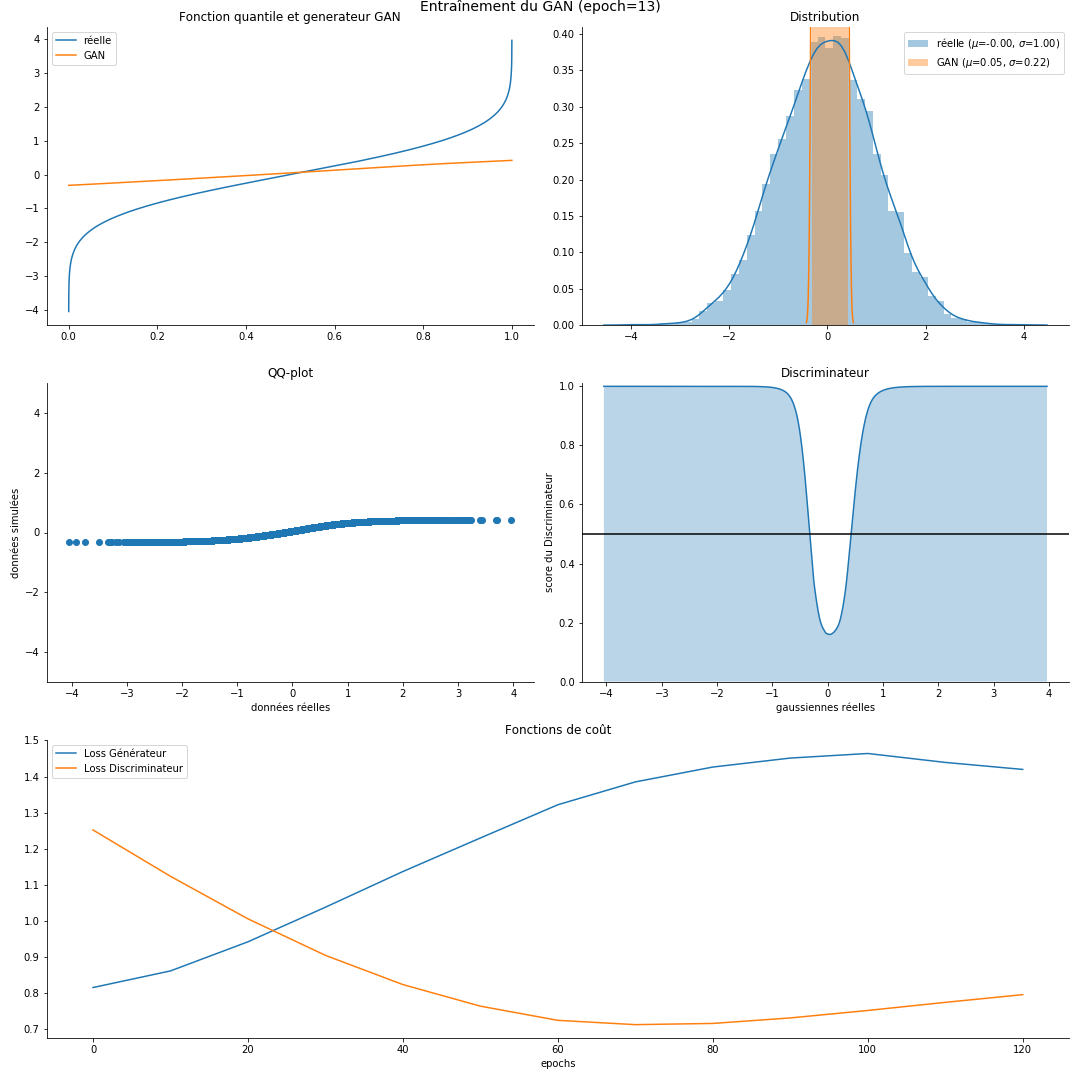 Entraînement du GAN (epoch=13)
Fonction quantile et generateur GAN
réelle
GAN
4
3
2
1
0
−1
−2
−3
−4
0.0 0.2 0.4 0.6 0.8 1.0
Distribution
réelle (μ=-0.00, σ=1.00)
GAN (μ=0.05, σ=0.22)
0.40
0.35
0.30
0.25
0.20
0.15
0.10
0.05
0.00
−4 −2 0 2 4
QQ-plot
données simulées
4
2
0
−2
−4
−4 −3 −2 −1 0 1 2 3 4
données réelles
Discriminateur
score du Discriminateur
1.0
0.8
0.6
0.4
0.2
0.0
−4 −3 −2 −1 0 1 2 3 4
gaussiennes réelles
Fonctions de coût
Loss Générateur
Loss Discriminateur
1.5
1.4
1.3
1.2
1.1
1.0
0.9
0.8
0.7
0 20 40 60 80 100 120
epochs